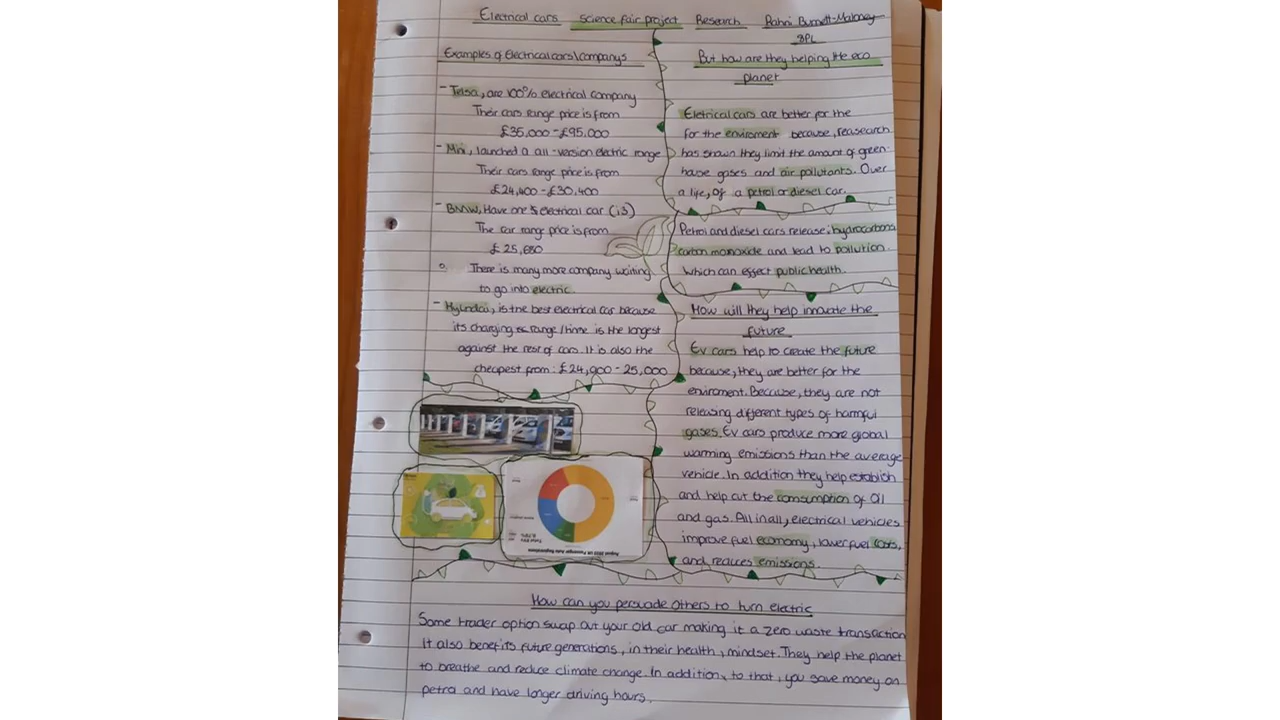 Electrical cars Science fair project Research Rahni Burnett-Maloney
8PL
Examples of Electrical cars\companys
- Telsa, are 100% electrical company
Their cars range price is from
£35,000 - £95,000
- Mini, launched a all-version electric range
Their cars range price is from
£24,400 - £30,400
- BMW, Have one electrical car (i3)
The car range price is from
£ 25,680
There is many more company waiting
to go into electric.
- Hyundai, is the best electrical car because
its charging range/time is the longest
against the rest of cars. It is also the
cheapest from: £24,900 - 25,000
But how are they helping the eco
planet
Eletrical cars are better for the
for the enviroment because, reasearch
has shown they limit the amount of green-
house gases and air pollutants. Over
a life, of a petrol or diesel car.
Petrol and diesel cars release; hydrocarbons
carbon monoxide and lead to pollution.
Which can effect public health.
How will they help innovate the
future
Ev cars help to create the future
because, they are better for the
enviroment. Because, they are not
releasing different types of harmful
gases. Ev cars produce more global
warming emissions than the average
vehicle. In addition they help establish
and help cut the consumption of oil
and gas. All in all, electrical vehicles
improve fuel economy, lower fuel costs,
and reduces emissions.
August 2021 UK Passenger Auto Registrations
How can you persuade others to turn electric
Some trader option swap out your old car making it a zero waste transaction
It also benefits future generations, in their health, mindset. They help the planet
to breathe and reduce climate change. In addition, to that, you save money on
petrol and have longer driving hours.